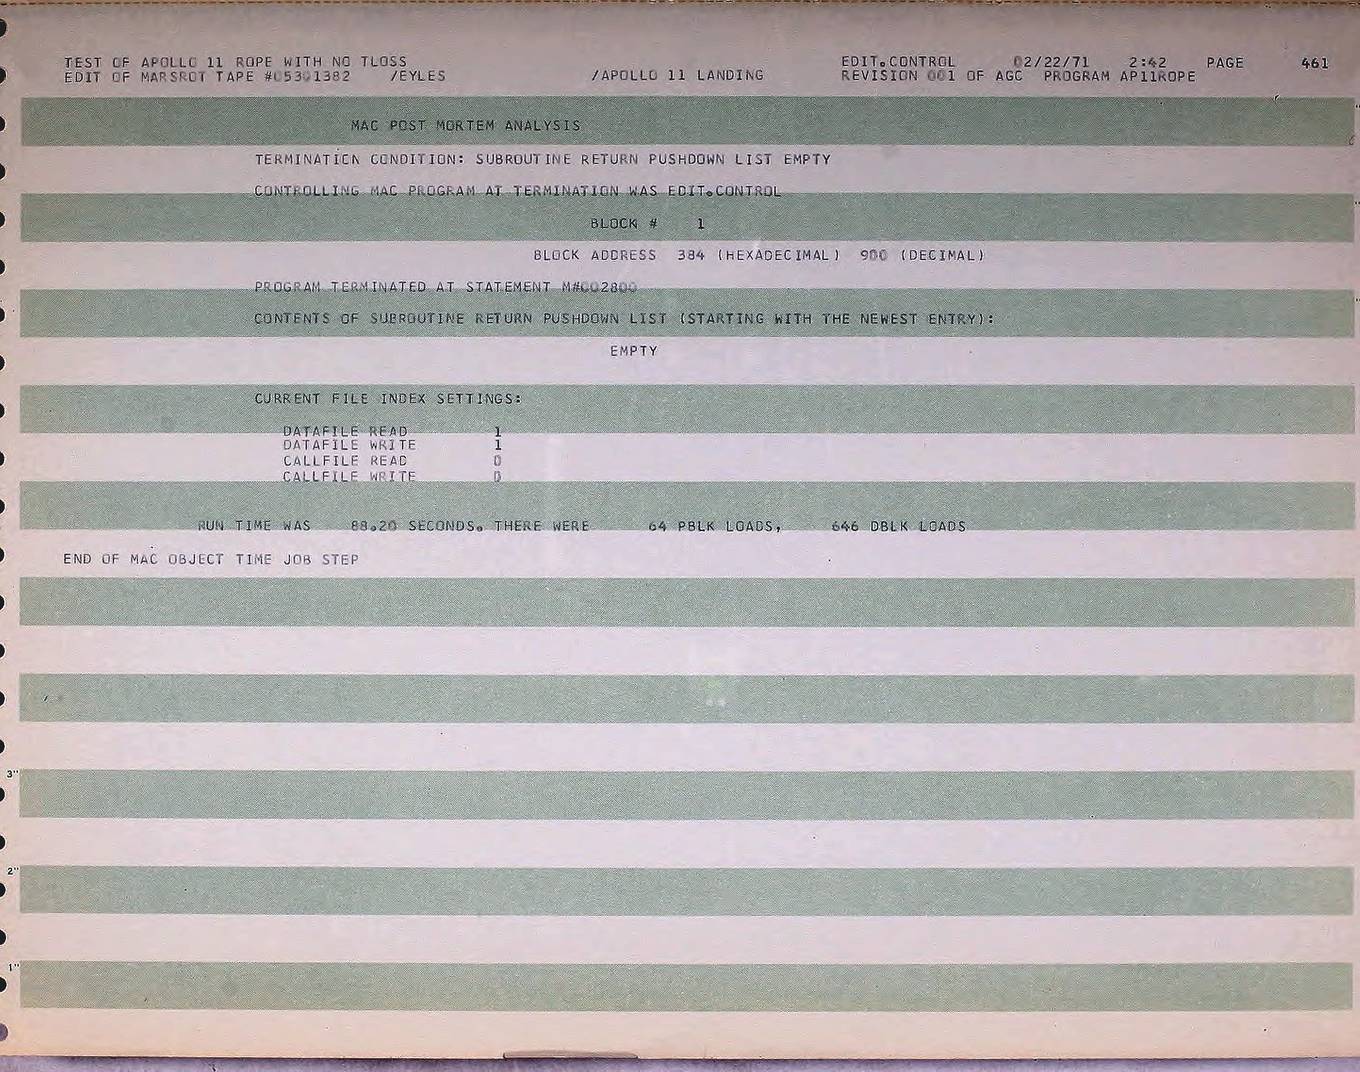 TEST OF APOLLO 11 ROPE WITH NO TLOSS EDIT.CONTROL 02/22/71 2:42 PAGE 461
EDIT OF MARSROT TAPE #05301382 /EYLES /APOLLO 11 LANDING REVISION 001 OF AGC PROGRAM AP11ROPE
MAC POST MORTEM ANALYSIS
TERMINATION CONDITION: SUBROUTINE RETURN PUSHDOWN LIST EMPTY
CONTROLLING MAC PROGRAM AT TERMINATION WAS EDIT.CONTROL
BLOCK # 1
BLOCK ADDRESS 384 (HEXADECIMAL) 900 (DECIMAL)
PROGRAM TERMINATED AT STATEMENT M#002800
CONTENTS OF SUBROUTINE RETURN PUSHDOWN LIST (STARTING WITH THE NEWEST ENTRY):
EMPTY
CURRENT FILE INDEX SETTINGS:
DATAFILE READ 1
DATAFILE WRITE 1
CALLFILE READ 0
CALLFILE WRITE 0
RUN TIME WAS 88.20 SECONDS. THERE WERE 64 PBLK LOADS, 646 DBLK LOADS
END OF MAC OBJECT TIME JOB STEP
3"
2"
1"